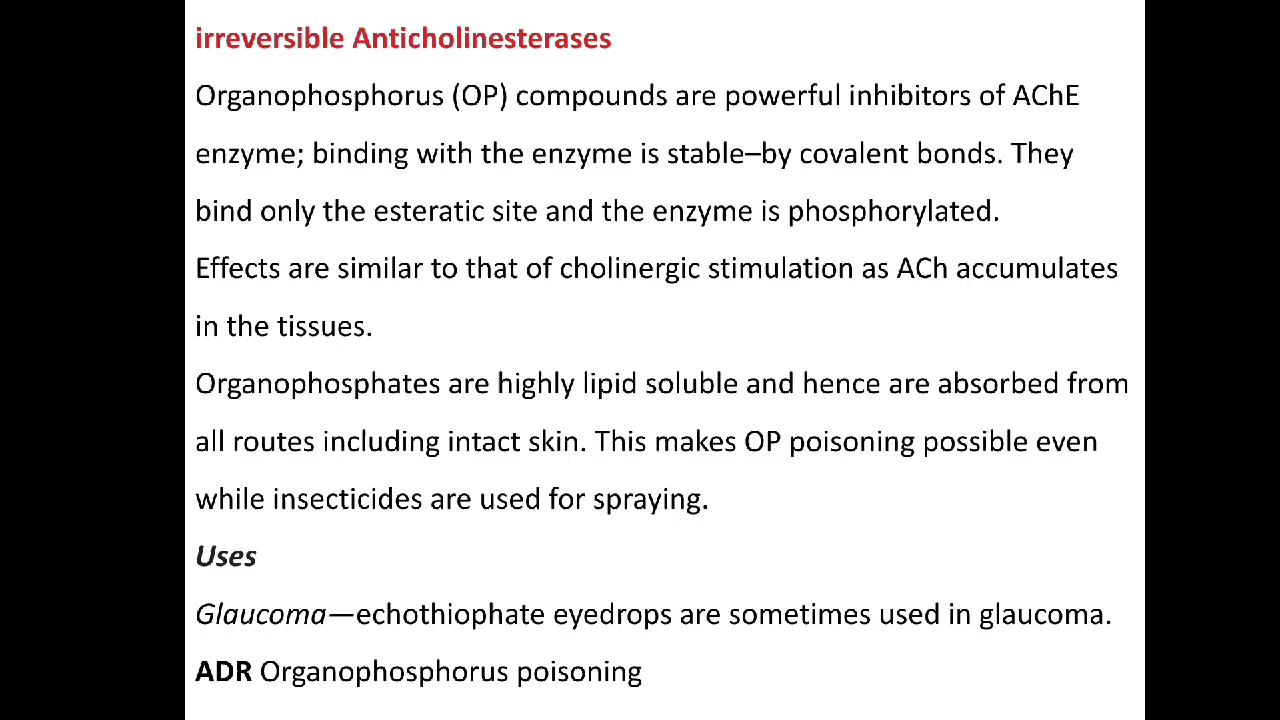 irreversible Anticholinesterases
Organophosphorus (OP) compounds are powerful inhibitors of AChE
enzyme; binding with the enzyme is stable–by covalent bonds. They
bind only the esteratic site and the enzyme is phosphorylated.
Effects are similar to that of cholinergic stimulation as ACh accumulates
in the tissues.
Organophosphates are highly lipid soluble and hence are absorbed from
all routes including intact skin. This makes OP poisoning possible even
while insecticides are used for spraying.
Uses
Glaucoma—echothiophate eyedrops are sometimes used in glaucoma.
ADR Organophosphorus poisoning